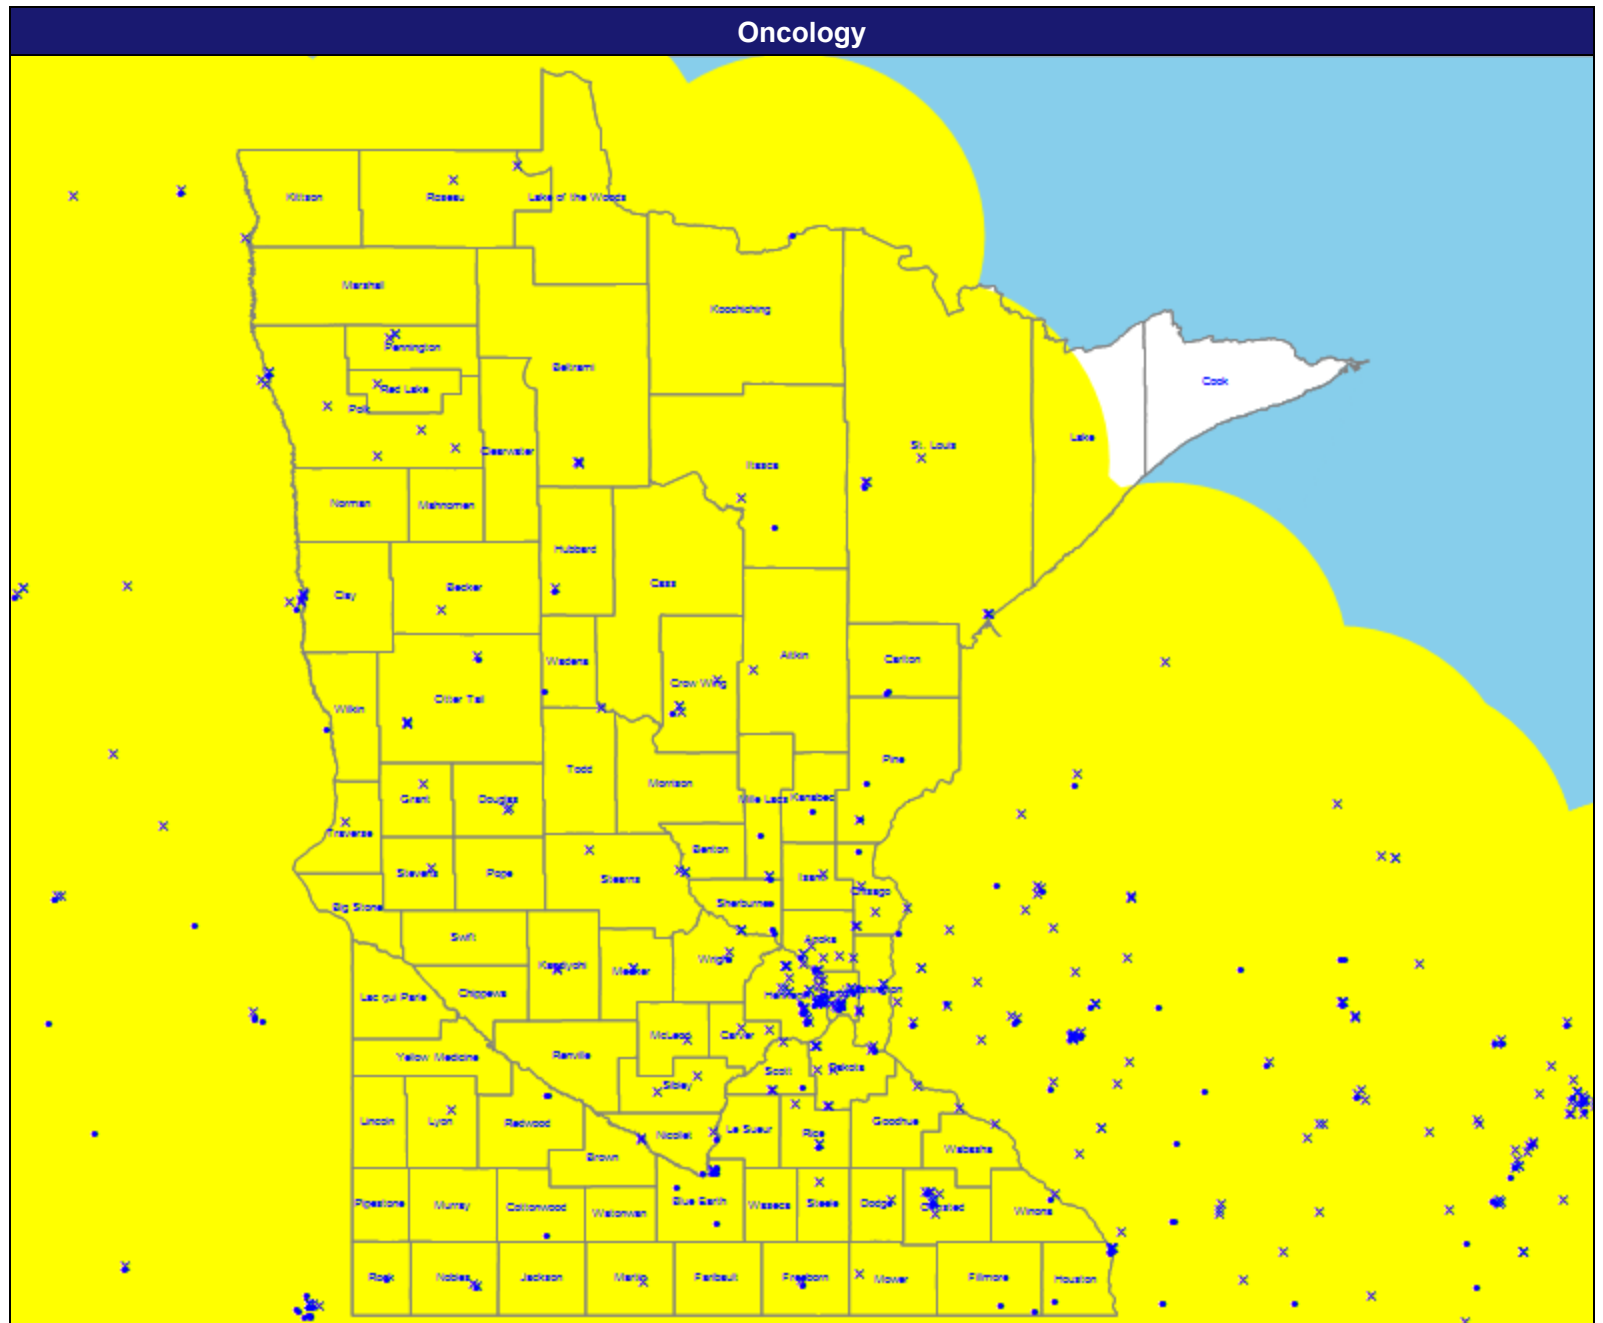 Oncology
Kittson
Roseau
Lake of the Woods
Marshall
Koochiching
Pennington
Beltrami
Red Lake
Cook
Polk
Lake
St. Louis
Clearwater
Itasca
Norman
Mahnomen
Hubbard
Cass
Becker
Clay
Aitkin
Carlton
Wadena
Crow Wing
Otter Tail
Wilkin
Pine
Todd
Morrison
Grant
Douglas
Mille Lacs
Kanabec
Traverse
Benton
Stevens
Pope
Stearns
Isanti
Chisago
Sherburne
Big Stone
Swift
Anoka
Wright
Kandiyohi
Meeker
Washington
Chippewa
Lac qui Parle
McLeod
Carver
Renville
Yellow Medicine
Scott
Dakota
Sibley
Lincoln
Lyon
Redwood
Goodhue
Le Sueur
Rice
Nicollet
Wabasha
Brown
Pipestone
Murray
Cottonwood
Watonwan
Blue Earth
Waseca
Steele
Dodge
Olmsted
Winona
Rock
Nobles
Jackson
Martin
Faribault
Freeborn
Mower
Fillmore
Houston